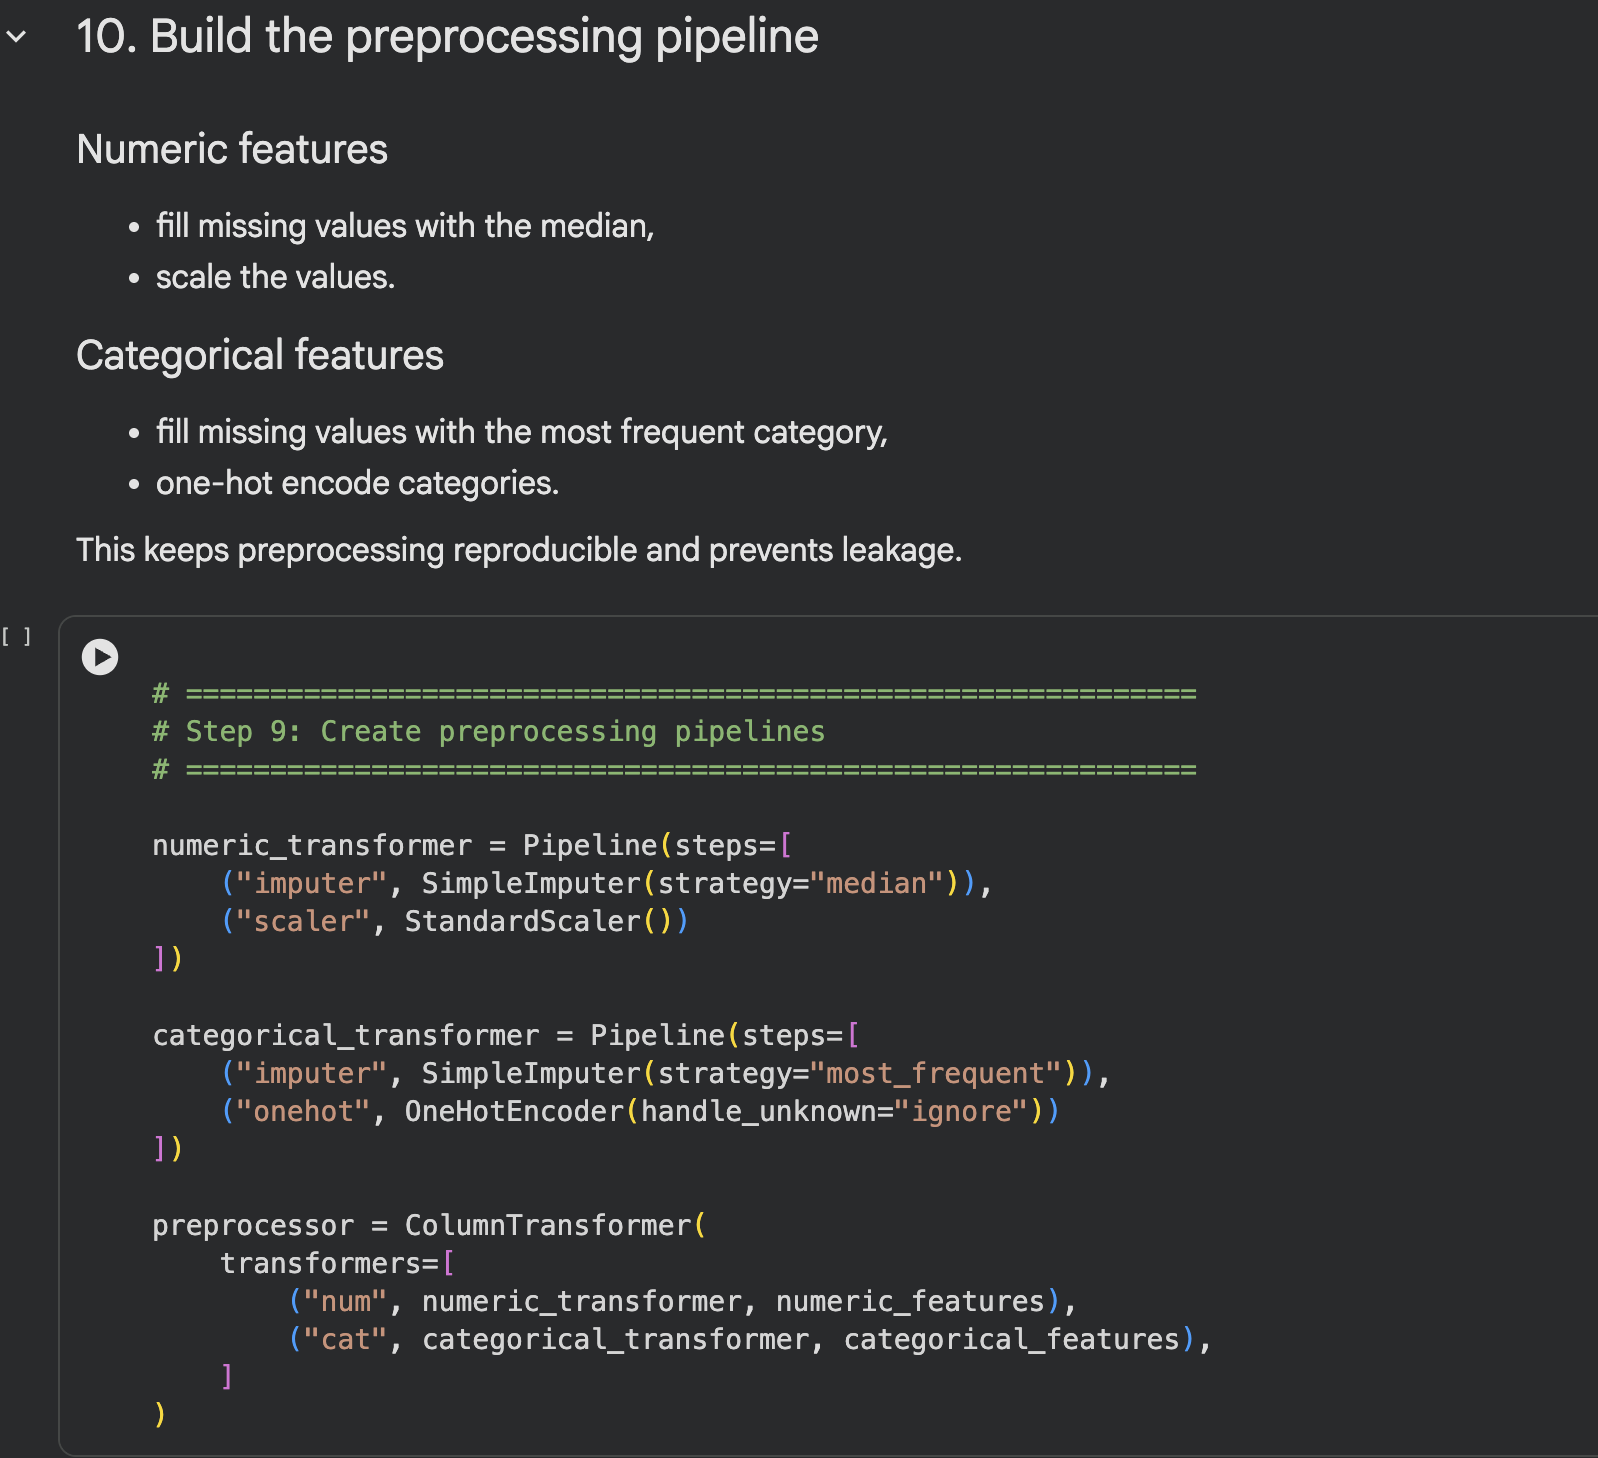 10. Build the preprocessing pipeline
Numeric features
• fill missing values with the median,
• scale the values.
Categorical features
• fill missing values with the most frequent category,
• one-hot encode categories.
This keeps preprocessing reproducible and prevents leakage.
[ ]
# ============================================================
# Step 9: Create preprocessing pipelines
# ============================================================
numeric_transformer = Pipeline(steps=[
    ("imputer", SimpleImputer(strategy="median")),
    ("scaler", StandardScaler())
])
categorical_transformer = Pipeline(steps=[
    ("imputer", SimpleImputer(strategy="most_frequent")),
    ("onehot", OneHotEncoder(handle_unknown="ignore"))
])
preprocessor = ColumnTransformer(
    transformers=[
        ("num", numeric_transformer, numeric_features),
        ("cat", categorical_transformer, categorical_features),
    ]
)